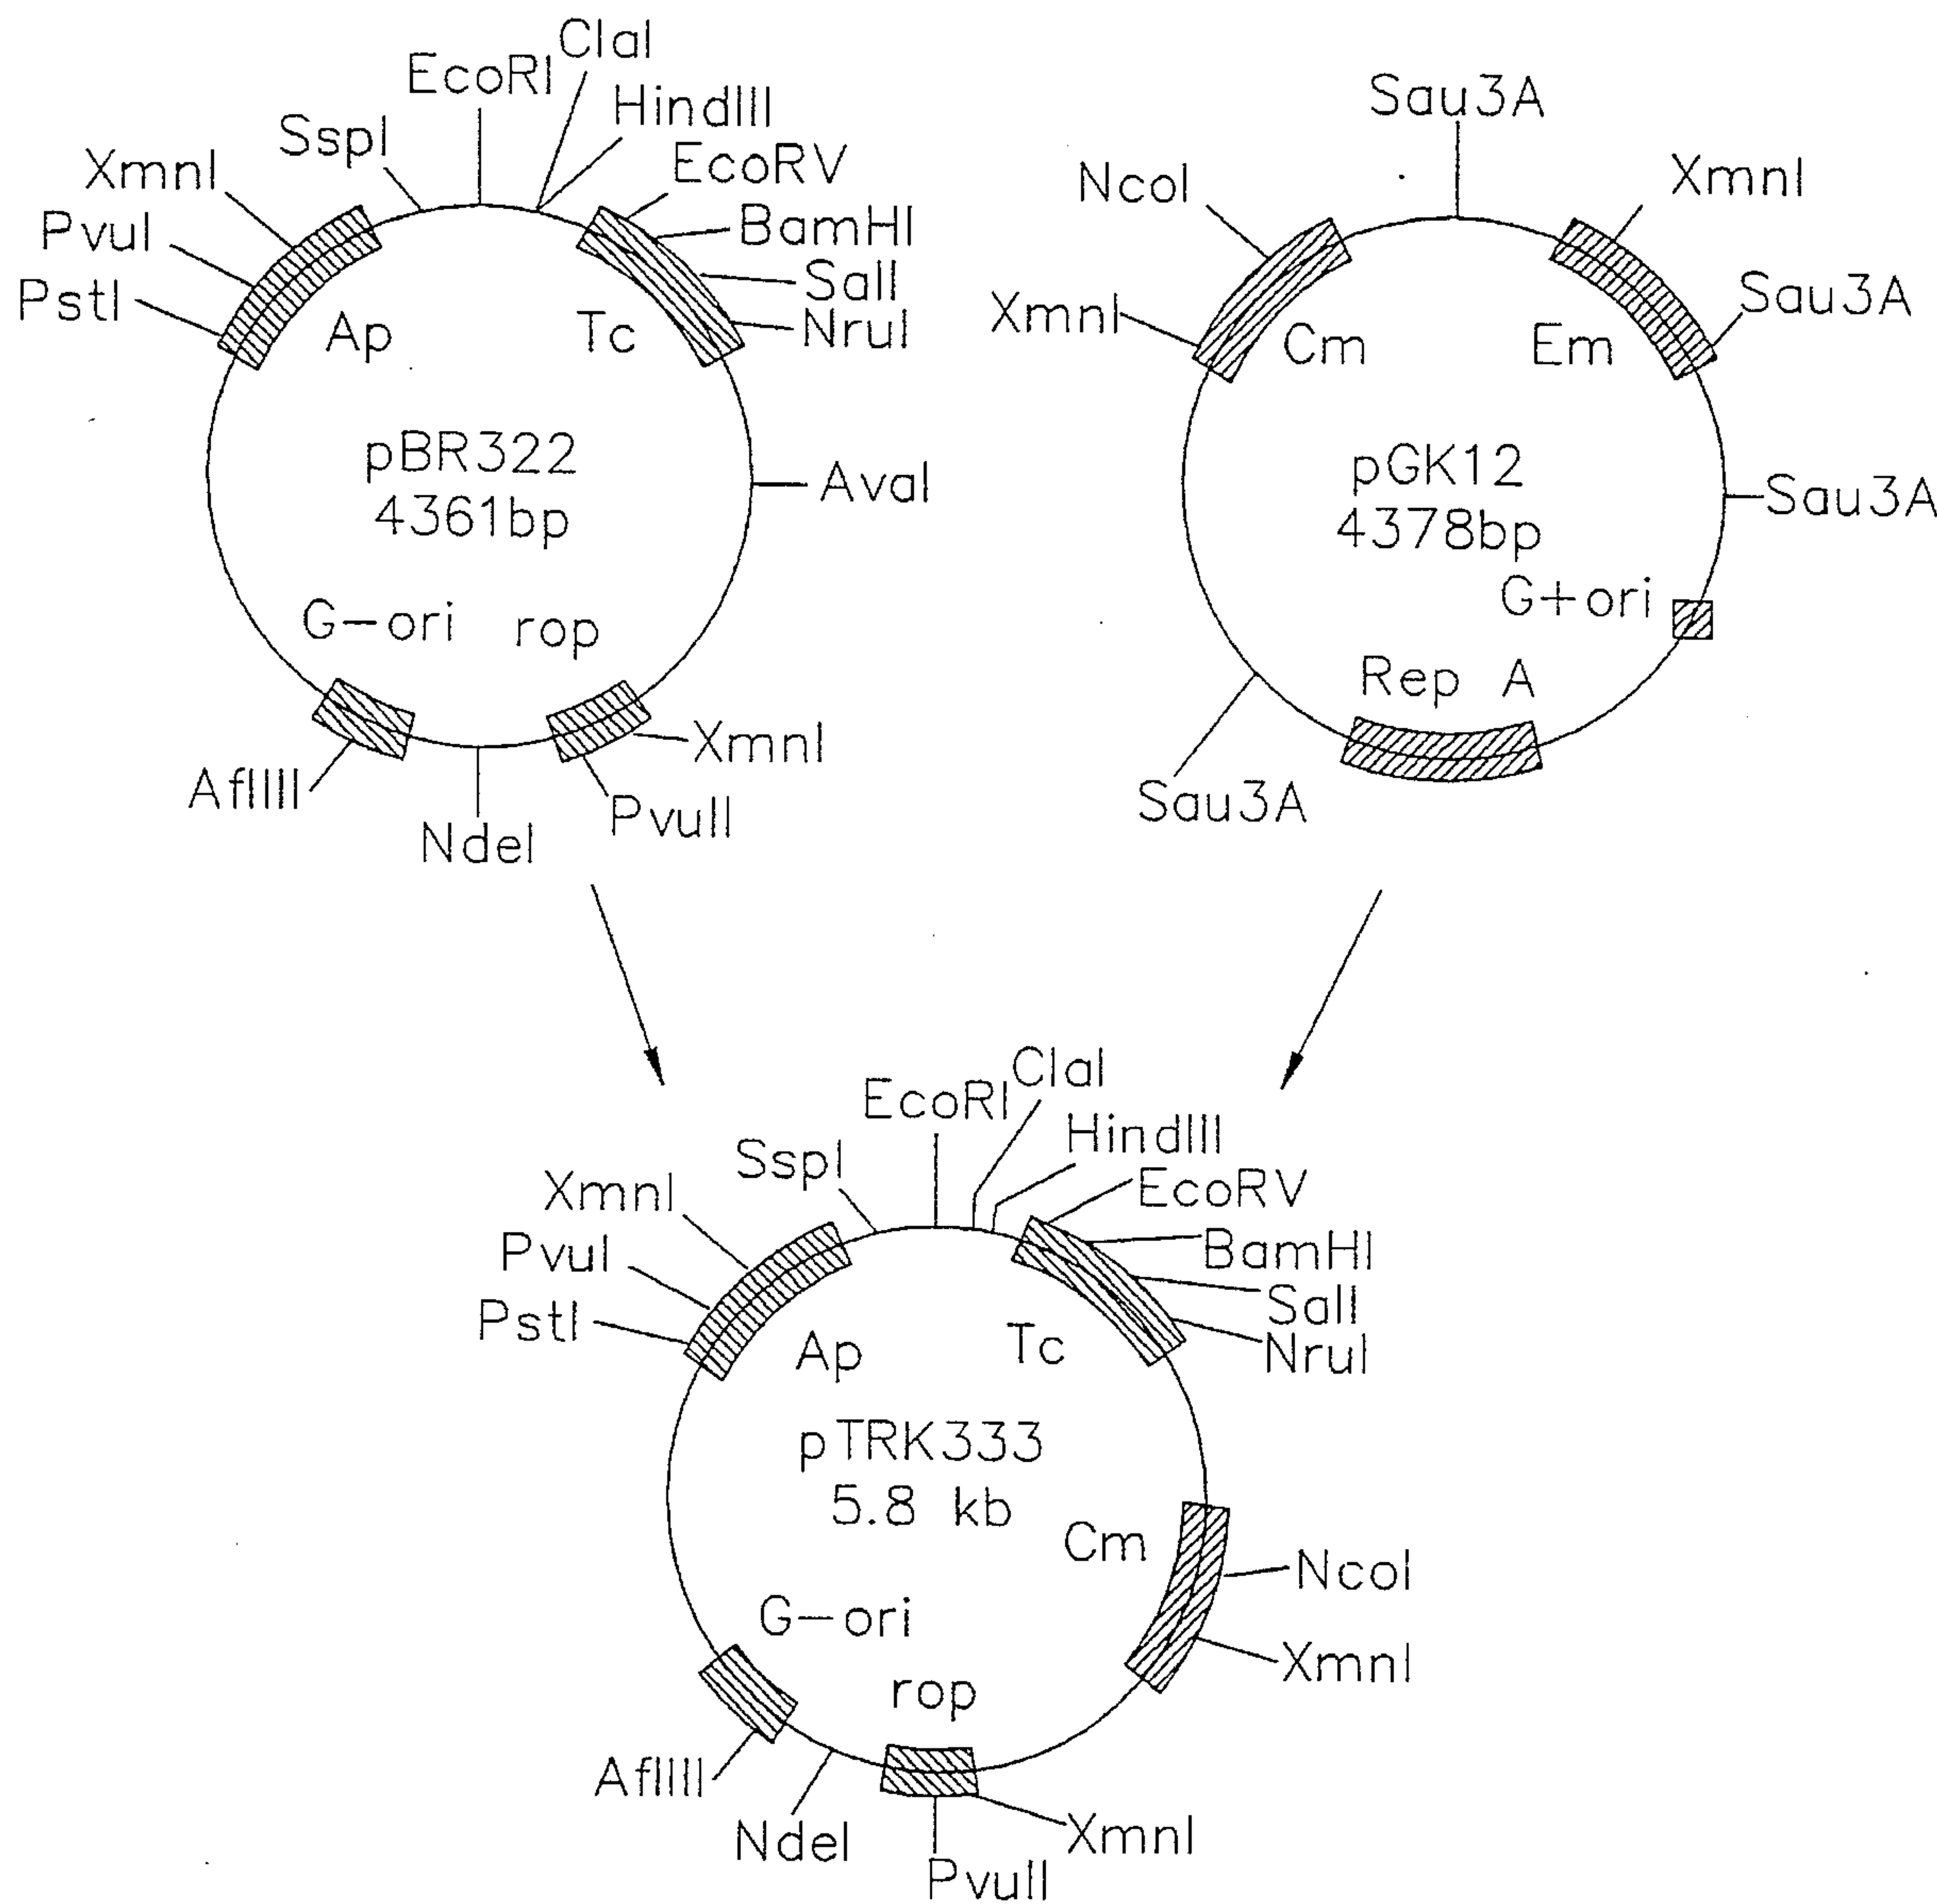 EcoRI
ClaI
HindIII
SspI
EcoRV
XmnI
BamHI
PvuI
SalI
PstI
NruI
Ap
Tc
pBR322
4361bp
AvaI
G-ori
rop
XmnI
AflIII
PvuII
NdeI
Sau3A
NcoI
XmnI
XmnI
Sau3A
Cm
Em
pGK12
4378bp
Sau3A
G+ori
Rep A
Sau3A
EcoRI
ClaI
HindIII
SspI
EcoRV
XmnI
BamHI
PvuI
SalI
PstI
NruI
Ap
Tc
pTRK333
5.8 kb
Cm
NcoI
G-ori
XmnI
rop
AflIII
XmnI
NdeI
PvuII